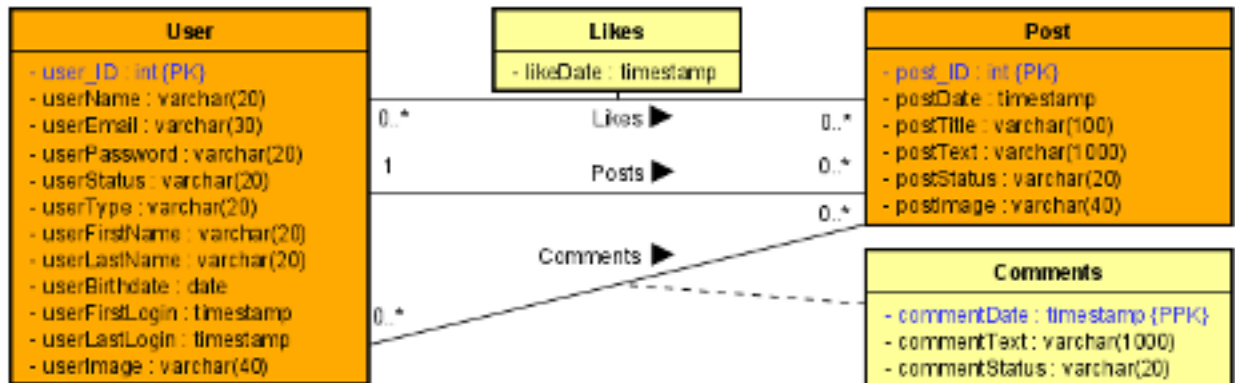 User
- user_ID : int {PK}
- userName : varchar(20)
- userEmail : varchar(30)
- userPassword : varchar(20)
- userStatus : varchar(20)
- userType : varchar(20)
- userFirstName : varchar(20)
- userLastName : varchar(20)
- userBirthdate : date
- userFirstLogin : timestamp
- userLastLogin : timestamp
- userImage : varchar(40)
Likes
- likeDate : timestamp
0..* Likes ▶ 0..*
1 Posts ▶ 0..*
0..*
Comments ▶
0..*
Post
- post_ID : int {PK}
- postDate : timestamp
- postTitle : varchar(100)
- postText : varchar(1000)
- postStatus : varchar(20)
- postImage : varchar(40)
Comments
- commentDate : timestamp {PPK}
- commentText : varchar(1000)
- commentStatus : varchar(20)